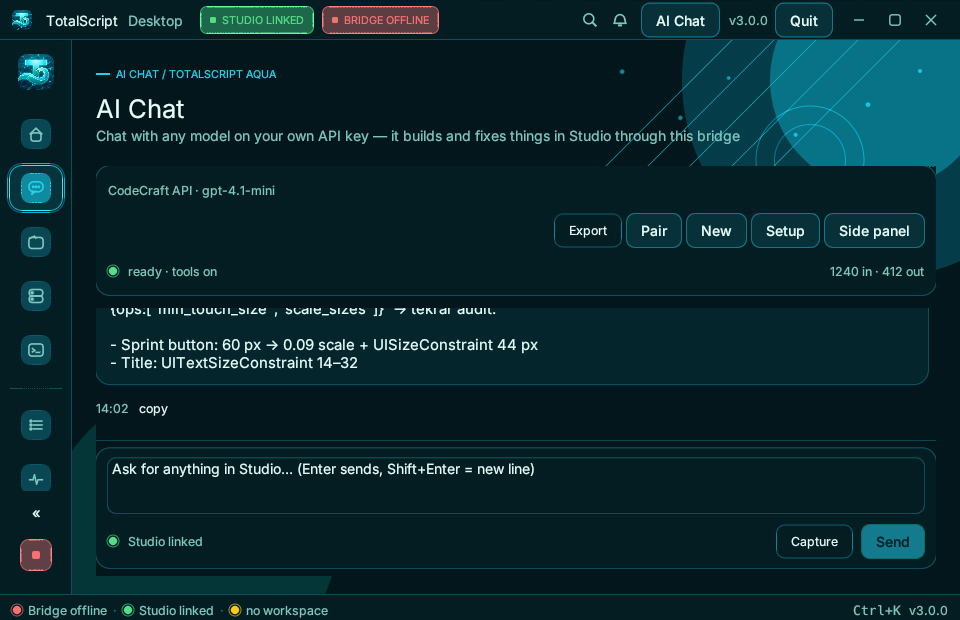 TotalScript Desktop STUDIO LINKED BRIDGE OFFLINE AI Chat v3.0.0 Quit
AI CHAT / TOTALSCRIPT AQUA
AI Chat
Chat with any model on your own API key — it builds and fixes things in Studio through this bridge
CodeCraft API · gpt-4.1-mini
Export Pair New Setup Side panel
ready · tools on 1240 in · 412 out
{ops:["min_touch_size", "scale_sizes"]} → tekrar audit.
- Sprint button: 60 px → 0.09 scale + UISizeConstraint 44 px
- Title: UITextSizeConstraint 14–32
14:02 copy
Ask for anything in Studio... (Enter sends, Shift+Enter = new line)
Studio linked Capture Send
«
Bridge offline · Studio linked · no workspace Ctrl+K v3.0.0